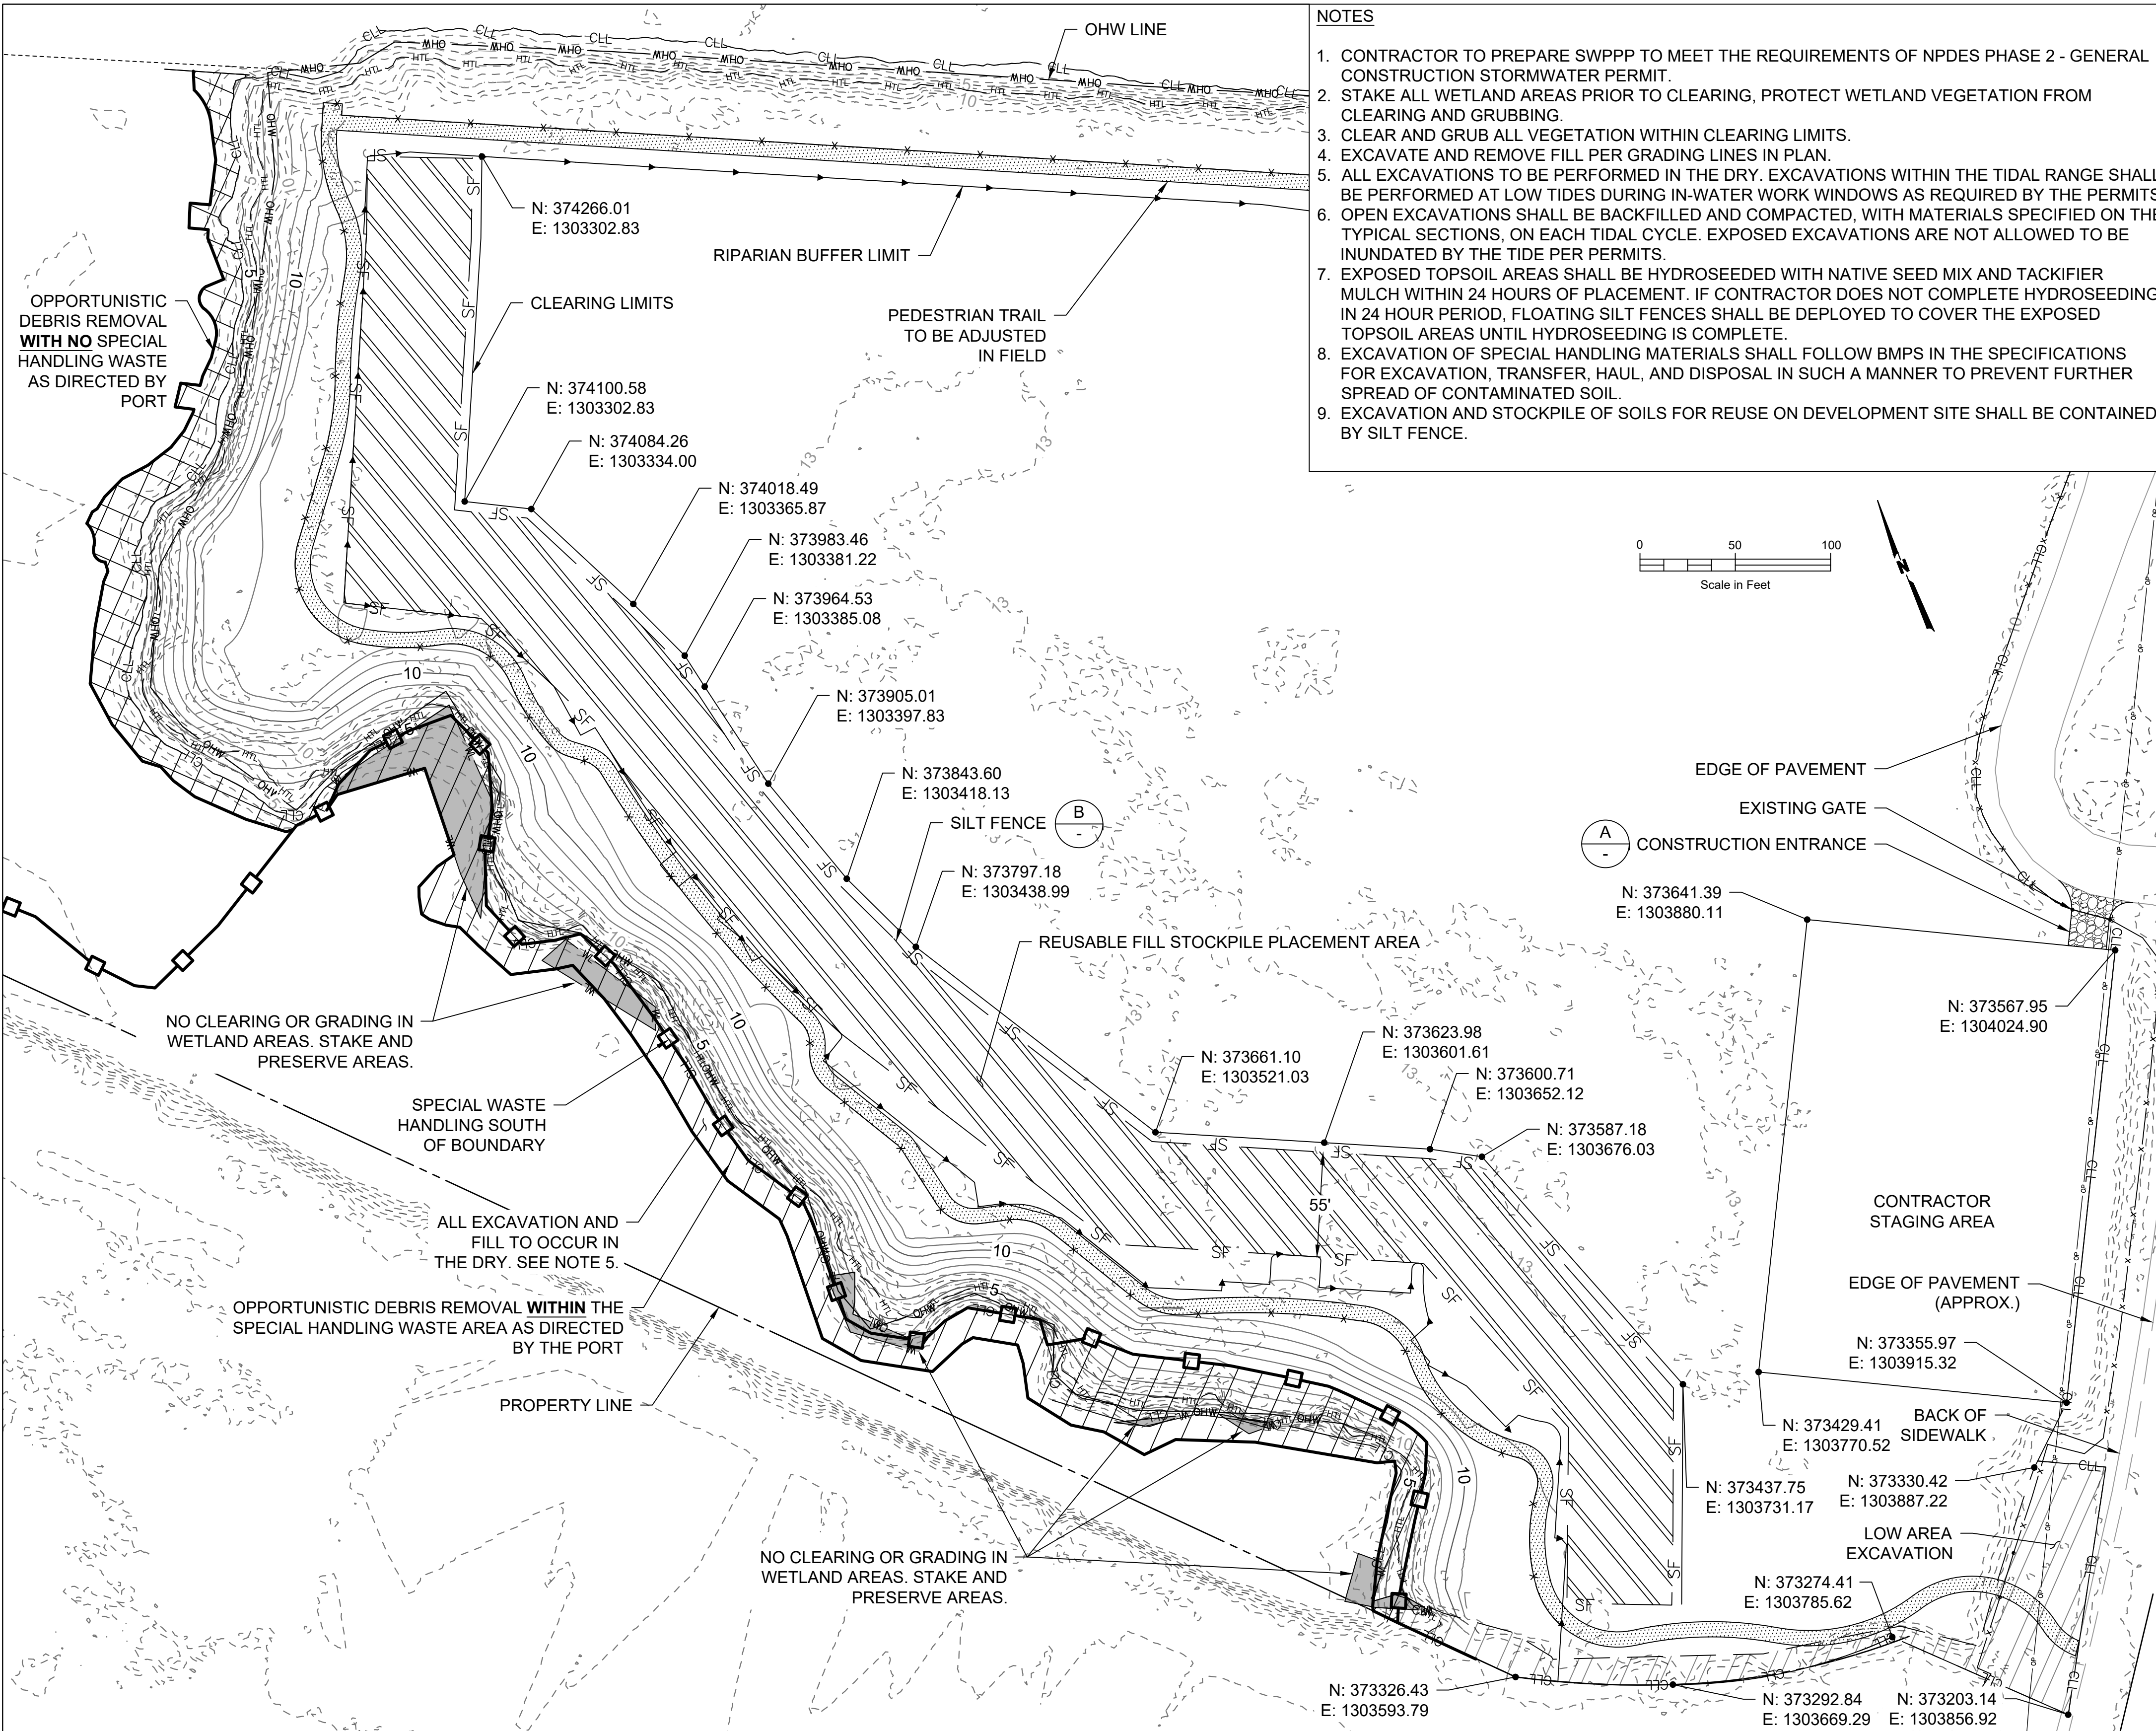 NOTES
1. CONTRACTOR TO PREPARE SWPPP TO MEET THE REQUIREMENTS OF NPDES PHASE 2 - GENERAL
CONSTRUCTION STORMWATER PERMIT.
2. STAKE ALL WETLAND AREAS PRIOR TO CLEARING, PROTECT WETLAND VEGETATION FROM
CLEARING AND GRUBBING.
3. CLEAR AND GRUB ALL VEGETATION WITHIN CLEARING LIMITS.
4. EXCAVATE AND REMOVE FILL PER GRADING LINES IN PLAN.
5. ALL EXCAVATIONS TO BE PERFORMED IN THE DRY. EXCAVATIONS WITHIN THE TIDAL RANGE SHALL
BE PERFORMED AT LOW TIDES DURING IN-WATER WORK WINDOWS AS REQUIRED BY THE PERMITS
6. OPEN EXCAVATIONS SHALL BE BACKFILLED AND COMPACTED, WITH MATERIALS SPECIFIED ON THE
TYPICAL SECTIONS, ON EACH TIDAL CYCLE. EXPOSED EXCAVATIONS ARE NOT ALLOWED TO BE
INUNDATED BY THE TIDE PER PERMITS.
7. EXPOSED TOPSOIL AREAS SHALL BE HYDROSEEDED WITH NATIVE SEED MIX AND TACKIFIER
MULCH WITHIN 24 HOURS OF PLACEMENT. IF CONTRACTOR DOES NOT COMPLETE HYDROSEEDING
IN 24 HOUR PERIOD, FLOATING SILT FENCES SHALL BE DEPLOYED TO COVER THE EXPOSED
TOPSOIL AREAS UNTIL HYDROSEEDING IS COMPLETE.
8. EXCAVATION OF SPECIAL HANDLING MATERIALS SHALL FOLLOW BMPS IN THE SPECIFICATIONS
FOR EXCAVATION, TRANSFER, HAUL, AND DISPOSAL IN SUCH A MANNER TO PREVENT FURTHER
SPREAD OF CONTAMINATED SOIL.
9. EXCAVATION AND STOCKPILE OF SOILS FOR REUSE ON DEVELOPMENT SITE SHALL BE CONTAINED
BY SILT FENCE.
OHW LINE
N: 374266.01
E: 1303302.83
RIPARIAN BUFFER LIMIT
CLEARING LIMITS
PEDESTRIAN TRAIL
TO BE ADJUSTED
IN FIELD
OPPORTUNISTIC
DEBRIS REMOVAL
WITH NO SPECIAL
HANDLING WASTE
AS DIRECTED BY
PORT
N: 374100.58
E: 1303302.83
N: 374084.26
E: 1303334.00
N: 374018.49
E: 1303365.87
N: 373983.46
E: 1303381.22
N: 373964.53
E: 1303385.08
N: 373905.01
E: 1303397.83
N: 373843.60
E: 1303418.13
SILT FENCE
B
-
N: 373797.18
E: 1303438.99
REUSABLE FILL STOCKPILE PLACEMENT AREA
0 50 100
Scale in Feet
N
EDGE OF PAVEMENT
EXISTING GATE
A
-
CONSTRUCTION ENTRANCE
N: 373641.39
E: 1303880.11
N: 373567.95
E: 1304024.90
NO CLEARING OR GRADING IN
WETLAND AREAS. STAKE AND
PRESERVE AREAS.
N: 373661.10
E: 1303521.03
N: 373623.98
E: 1303601.61
N: 373600.71
E: 1303652.12
N: 373587.18
E: 1303676.03
55'
SPECIAL WASTE
HANDLING SOUTH
OF BOUNDARY
ALL EXCAVATION AND
FILL TO OCCUR IN
THE DRY. SEE NOTE 5.
OPPORTUNISTIC DEBRIS REMOVAL WITHIN THE
SPECIAL HANDLING WASTE AREA AS DIRECTED
BY THE PORT
PROPERTY LINE
CONTRACTOR
STAGING AREA
EDGE OF PAVEMENT
(APPROX.)
N: 373355.97
E: 1303915.32
N: 373429.41
E: 1303770.52
BACK OF
SIDEWALK
N: 373437.75
E: 1303731.17
N: 373330.42
E: 1303887.22
LOW AREA
EXCAVATION
NO CLEARING OR GRADING IN
WETLAND AREAS. STAKE AND
PRESERVE AREAS.
N: 373274.41
E: 1303785.62
N: 373326.43
E: 1303593.79
N: 373292.84
E: 1303669.29
N: 373203.14
E: 1303856.92